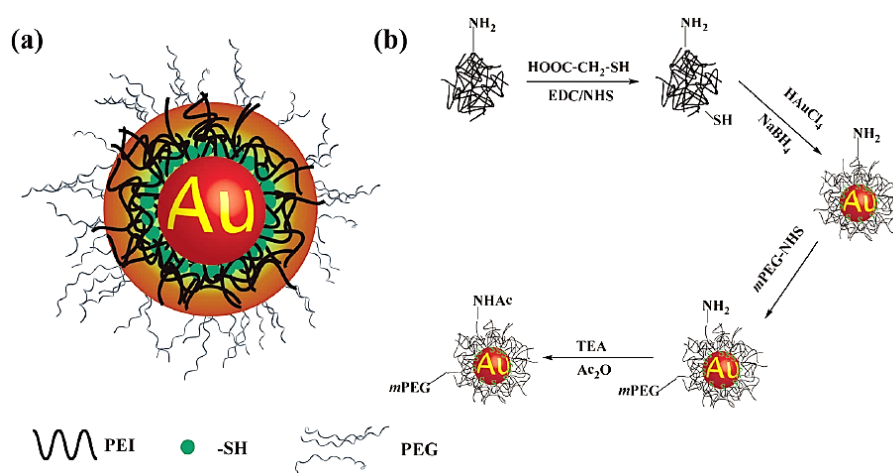 (a)
Au
PEI
-SH
PEG
(b)
NH₂
HOOC-CH₂-SH
EDC/NHS
NH₂
SH
HAuCl₄
NaBH₄
NH₂
Au
mPEG-NHS
NH₂
Au
mPEG
TEA
Ac₂O
NHAc
Au
mPEG